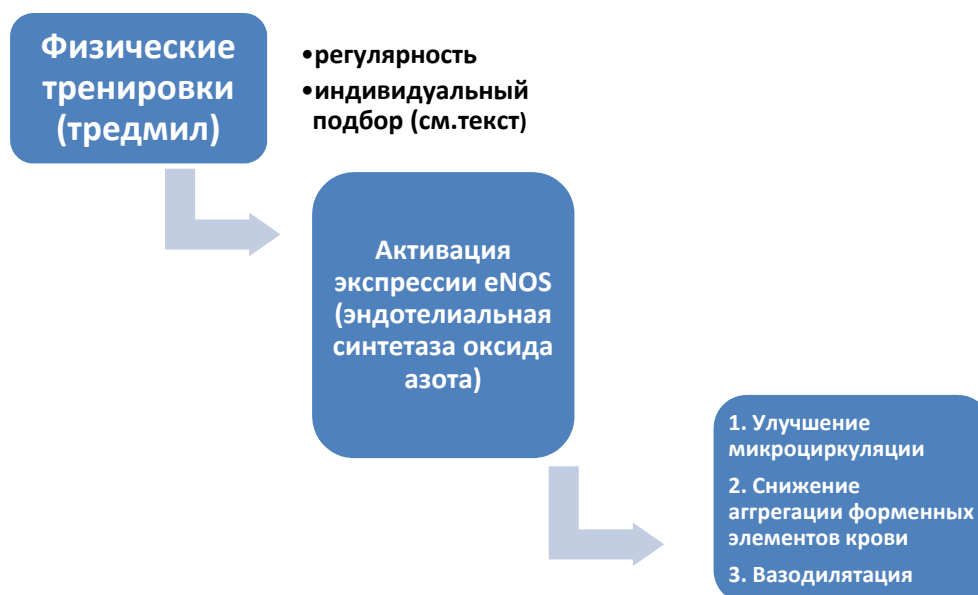 Физические
тренировки
(тредмил)
•регулярность
•индивидуальный
подбор (см.текст)
Активация
экспрессии eNOS
(эндотелиальная
синтетаза оксида
азота)
1. Улучшение
микроциркуляции
2. Снижение
аггрегации форменных
элементов крови
3. Вазодилятация